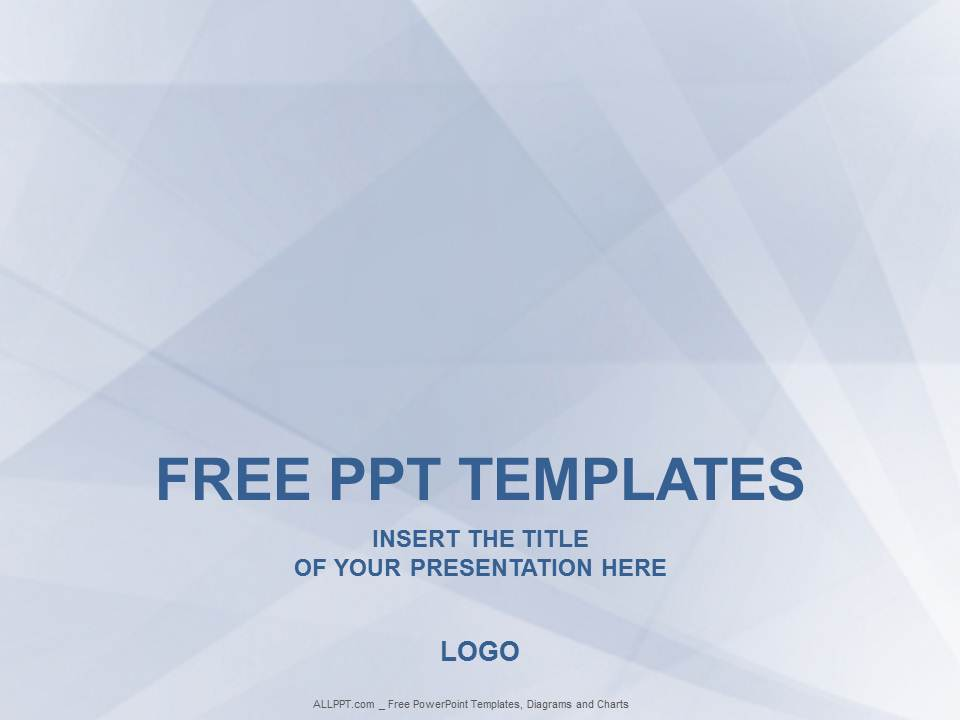 FREE PPT TEMPLATES
INSERT THE TITLE
OF YOUR PRESENTATION HERE
LOGO
ALLPPT.com _ Free PowerPoint Templates, Diagrams and Charts